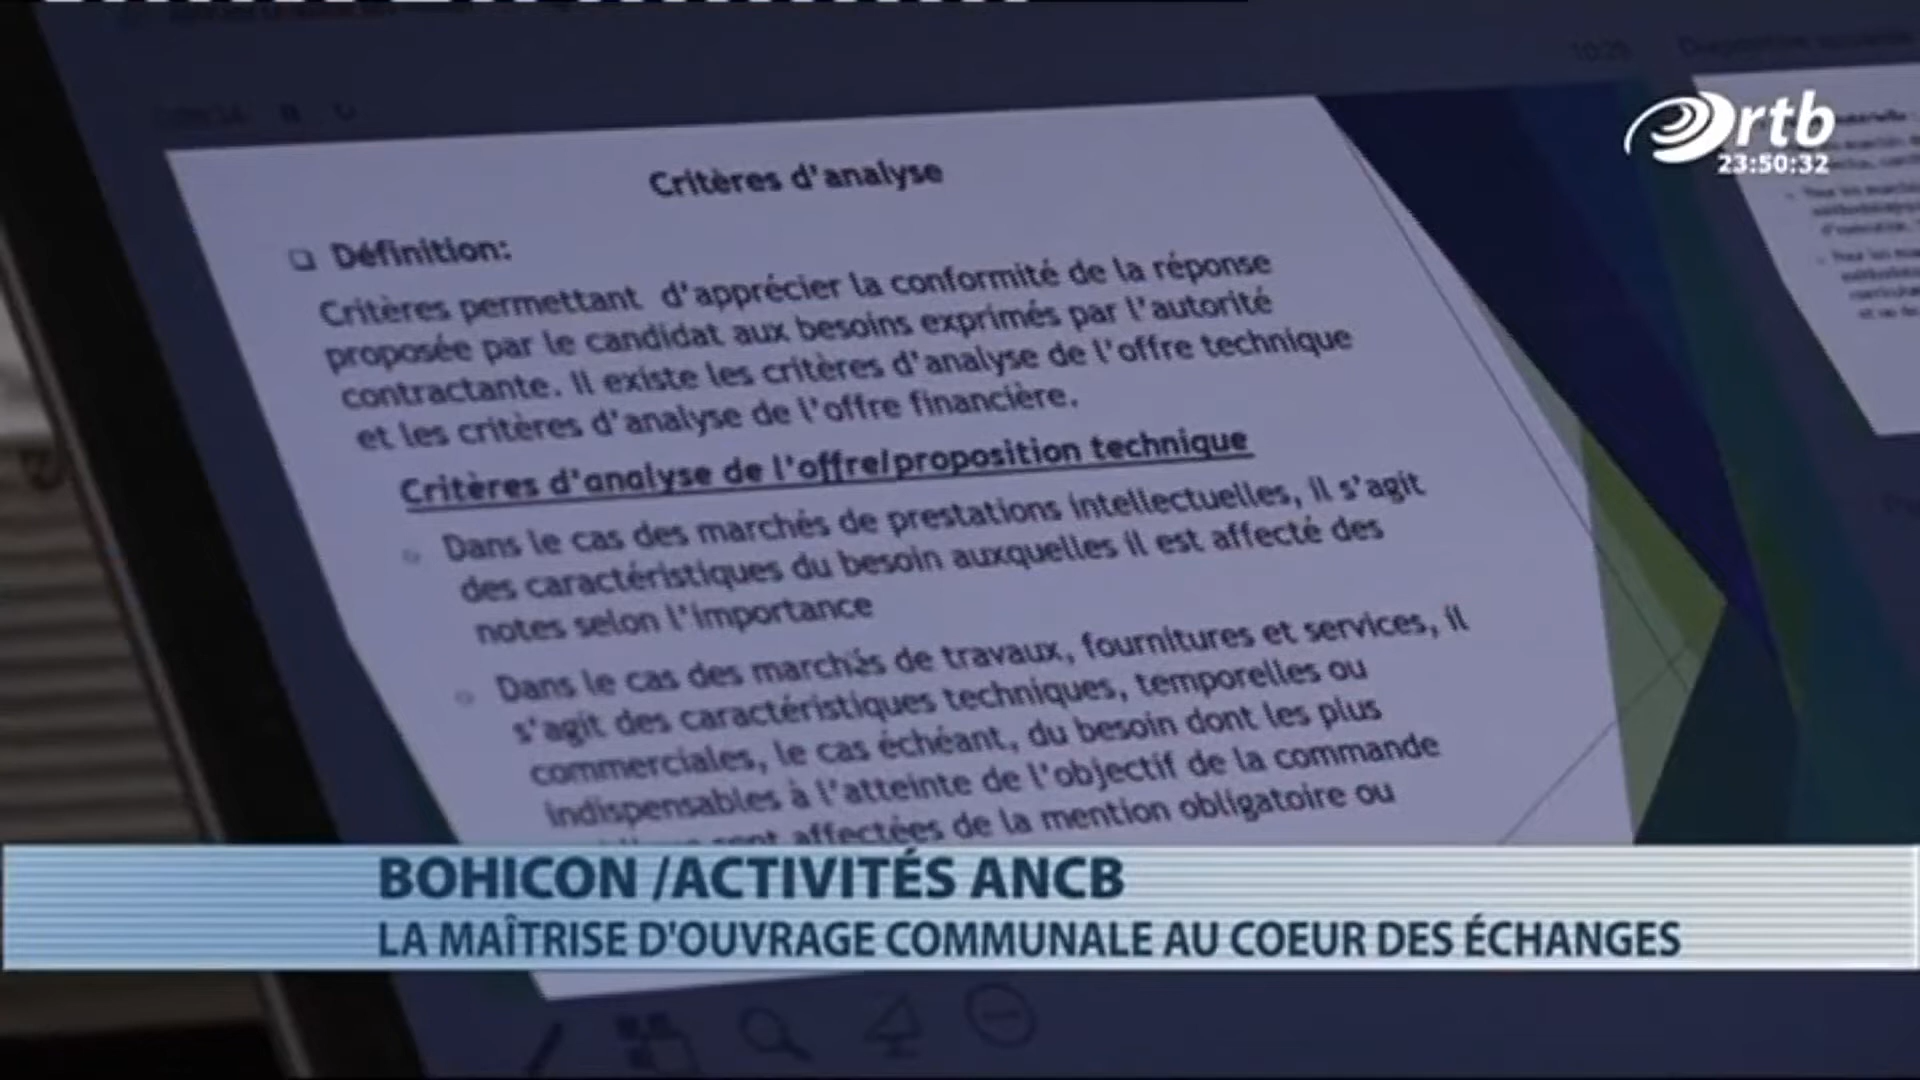 rtb
23:50:32
Critères d'analyse
Définition:
Critères permettant d'apprécier la conformité de la réponse
proposée par le candidat aux besoins exprimés par l'autorité
contractante. Il existe les critères d'analyse de l'offre technique
et les critères d'analyse de l'offre financière.
Critères d'analyse de l'offre/proposition technique
Dans le cas des marchés de prestations intellectuelles, il s'agit
des caractéristiques du besoin auxquelles il est affecté des
notes selon l'importance
Dans le cas des marchés de travaux, fournitures et services, il
s'agit des caractéristiques techniques, temporelles ou
commerciales, le cas échéant, du besoin dont les plus
indispensables à l'atteinte de l'objectif de la commande
sont affectées de la mention obligatoire ou
BOHICON /ACTIVITÉS ANCB
LA MAÎTRISE D'OUVRAGE COMMUNALE AU COEUR DES ÉCHANGES